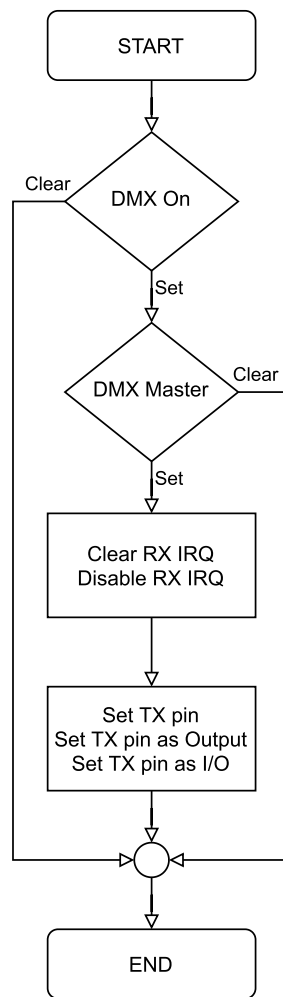 START
Clear
DMX On
Set
DMX Master
Clear
Set
Clear RX IRQ
Disable RX IRQ
Set TX pin
Set TX pin as Output
Set TX pin as I/O
END